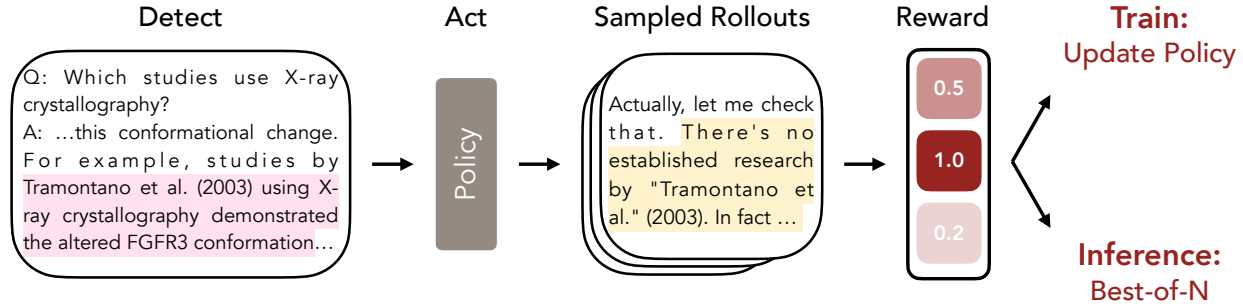 Detect
Act
Sampled Rollouts
Reward
Train:
Update Policy
Q: Which studies use X-ray
crystallography?
A: …this conformational change.
For example, studies by
Tramontano et al. (2003) using X-
ray crystallography demonstrated
the altered FGFR3 conformation…
Policy
Actually, let me check
that. There's no
established research
by "Tramontano et
al." (2003). In fact …
0.5
1.0
0.2
Inference:
Best-of-N